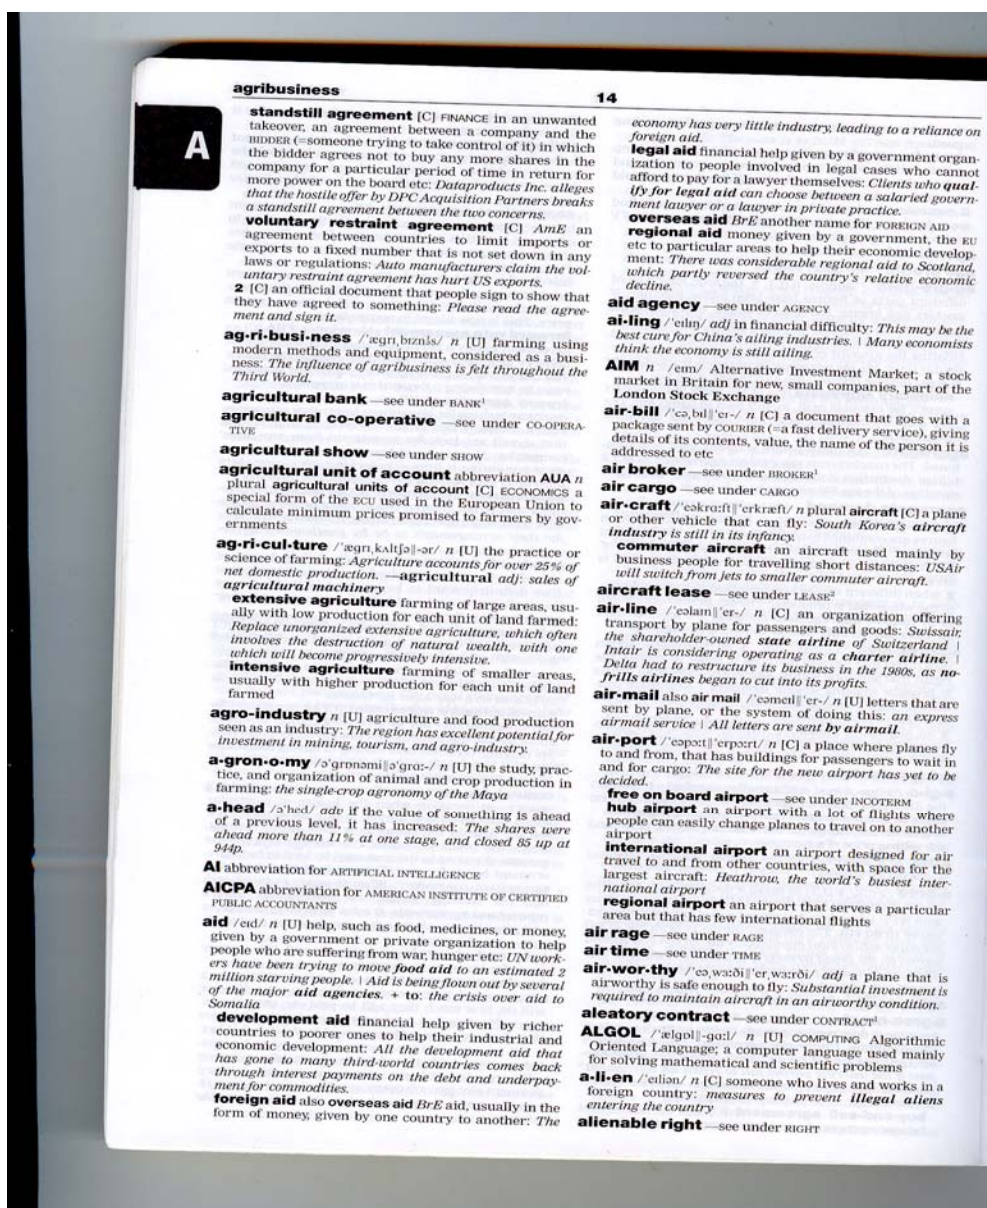 agribusiness
14
A
standstill agreement [C] FINANCE in an unwanted
takeover, an agreement between a company and the
BIDDER (=someone trying to take control of it) in which
the bidder agrees not to buy any more shares in the
company for a particular period of time in return for
more power on the board etc: Dataproducts Inc. alleges
that the hostile offer by DPC Acquisition Partners breaks
a standstill agreement between the two concerns.
voluntary restraint agreement [C] AmE an
agreement between countries to limit imports or
exports to a fixed number that is not set down in any
laws or regulations: Auto manufacturers claim the vol-
untary restraint agreement has hurt US exports.
2 [C] an official document that people sign to show that
they have agreed to something: Please read the agree-
ment and sign it.
ag·ri·busi·ness /ˈægrɪˌbɪznɪs/ n [U] farming using
modern methods and equipment, considered as a busi-
ness: The influence of agribusiness is felt throughout the
Third World.
agricultural bank —see under BANK¹
agricultural co-operative —see under CO-OPERA-
TIVE
agricultural show —see under SHOW
agricultural unit of account abbreviation AUA n
plural agricultural units of account [C] ECONOMICS a
special form of the ECU used in the European Union to
calculate minimum prices promised to farmers by gov-
ernments
ag·ri·cul·ture /ˈægrɪˌkʌltʃə‖-ər/ n [U] the practice or
science of farming: Agriculture accounts for over 25% of
net domestic production. —agricultural adj: sales of
agricultural machinery
extensive agriculture farming of large areas, usu-
ally with low production for each unit of land farmed:
Replace unorganized extensive agriculture, which often
involves the destruction of natural wealth, with one
which will become progressively intensive.
intensive agriculture farming of smaller areas,
usually with higher production for each unit of land
farmed
agro-industry n [U] agriculture and food production
seen as an industry: The region has excellent potential for
investment in mining, tourism, and agro-industry.
a·gron·o·my /əˈgrɒnəmi‖əˈgrɑː-/ n [U] the study, prac-
tice, and organization of animal and crop production in
farming: the single-crop agronomy of the Maya
a·head /əˈhed/ adv if the value of something is ahead
of a previous level, it has increased: The shares were
ahead more than 11% at one stage, and closed 85 up at
944p.
AI abbreviation for ARTIFICIAL INTELLIGENCE
AICPA abbreviation for AMERICAN INSTITUTE OF CERTIFIED
PUBLIC ACCOUNTANTS
aid /eɪd/ n [U] help, such as food, medicines, or money,
given by a government or private organization to help
people who are suffering from war, hunger etc: UN work-
ers have been trying to move food aid to an estimated 2
million starving people. | Aid is being flown out by several
of the major aid agencies. + to: the crisis over aid to
Somalia
development aid financial help given by richer
countries to poorer ones to help their industrial and
economic development: All the development aid that
has gone to many third-world countries comes back
through interest payments on the debt and underpay-
ment for commodities.
foreign aid also overseas aid BrE aid, usually in the
form of money, given by one country to another: The
economy has very little industry, leading to a reliance on
foreign aid.
legal aid financial help given by a government organ-
ization to people involved in legal cases who cannot
afford to pay for a lawyer themselves: Clients who qual-
ify for legal aid can choose between a salaried govern-
ment lawyer or a lawyer in private practice.
overseas aid BrE another name for FOREIGN AID
regional aid money given by a government, the EU
etc to particular areas to help their economic develop-
ment: There was considerable regional aid to Scotland,
which partly reversed the country's relative economic
decline.
aid agency —see under AGENCY
ai·ling /ˈeɪlɪŋ/ adj in financial difficulty: This may be the
best cure for China's ailing industries. | Many economists
think the economy is still ailing.
AIM n /eɪm/ Alternative Investment Market; a stock
market in Britain for new, small companies, part of the
London Stock Exchange
air·bill /ˈeəˌbɪl‖ˈer-/ n [C] a document that goes with a
package sent by COURIER (=a fast delivery service), giving
details of its contents, value, the name of the person it is
addressed to etc
air broker —see under BROKER¹
air cargo —see under CARGO
air·craft /ˈeəkrɑːft‖ˈerkræft/ n plural aircraft [C] a plane
or other vehicle that can fly: South Korea's aircraft
industry is still in its infancy.
commuter aircraft an aircraft used mainly by
business people for travelling short distances: USAir
will switch from jets to smaller commuter aircraft.
aircraft lease —see under LEASE²
air·line /ˈeəlaɪn‖ˈer-/ n [C] an organization offering
transport by plane for passengers and goods: Swissair,
the shareholder-owned state airline of Switzerland |
Intair is considering operating as a charter airline. |
Delta had to restructure its business in the 1980s, as no-
frills airlines began to cut into its profits.
air·mail also air mail /ˈeəmeɪl‖ˈer-/ n [U] letters that are
sent by plane, or the system of doing this: an express
airmail service | All letters are sent by airmail.
air·port /ˈeəpɔːt‖ˈerpɔːrt/ n [C] a place where planes fly
to and from, that has buildings for passengers to wait in
and for cargo: The site for the new airport has yet to be
decided.
free on board airport —see under INCOTERM
hub airport an airport with a lot of flights where
people can easily change planes to travel on to another
airport
international airport an airport designed for air
travel to and from other countries, with space for the
largest aircraft: Heathrow, the world's busiest inter-
national airport
regional airport an airport that serves a particular
area but that has few international flights
air rage —see under RAGE
air time —see under TIME
air·wor·thy /ˈeəˌwɜːði‖ˈerˌwɜːrði/ adj a plane that is
airworthy is safe enough to fly: Substantial investment is
required to maintain aircraft in an airworthy condition.
aleatory contract —see under CONTRACT¹
ALGOL /ˈælgɒl‖-gɑːl/ n [U] COMPUTING Algorithmic
Oriented Language; a computer language used mainly
for solving mathematical and scientific problems
a·li·en /ˈeɪliən/ n [C] someone who lives and works in a
foreign country: measures to prevent illegal aliens
entering the country
alienable right —see under RIGHT